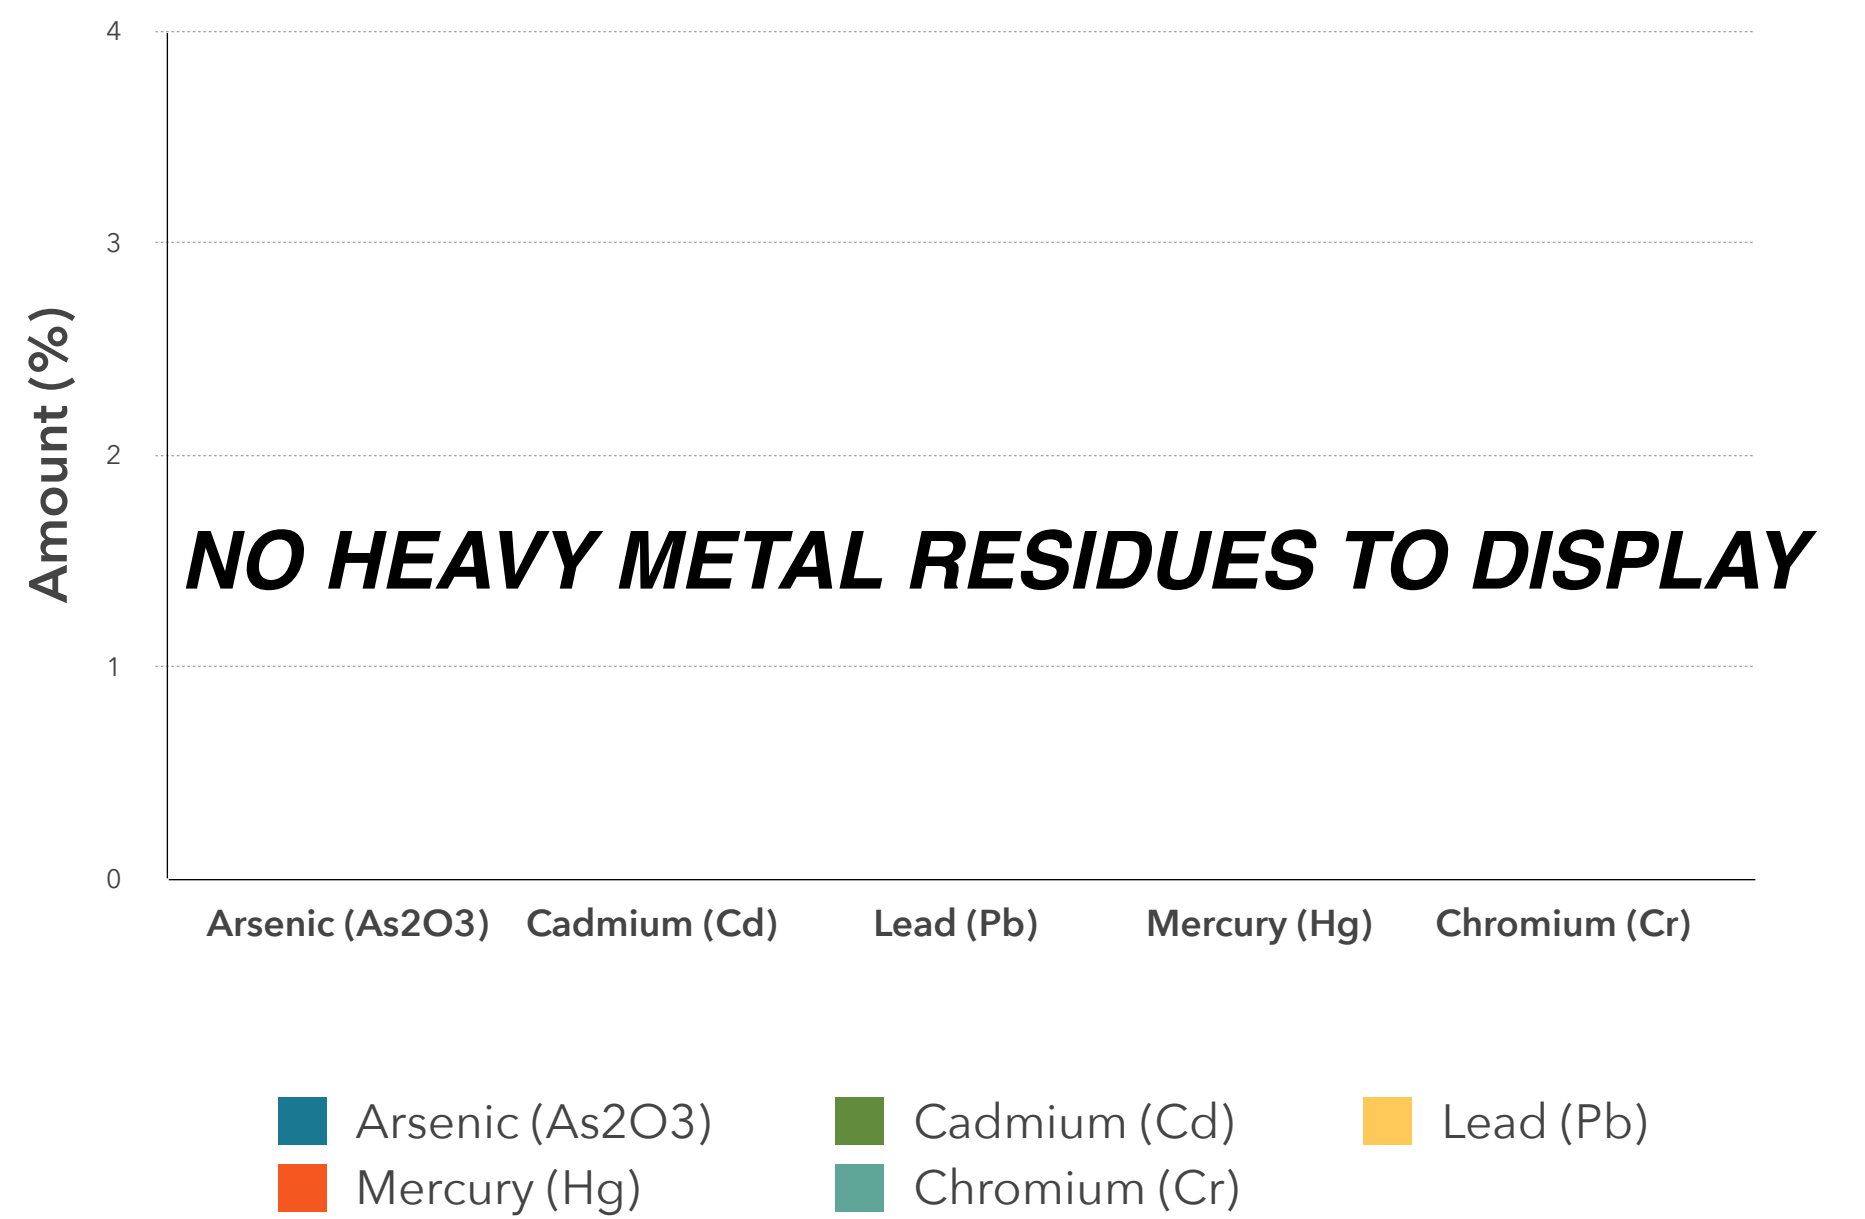 4
3
2
1
0
Amount (%)
NO HEAVY METAL RESIDUES TO DISPLAY
Arsenic (As2O3) Cadmium (Cd) Lead (Pb) Mercury (Hg) Chromium (Cr)
Arsenic (As2O3) Cadmium (Cd) Lead (Pb)
Mercury (Hg) Chromium (Cr)